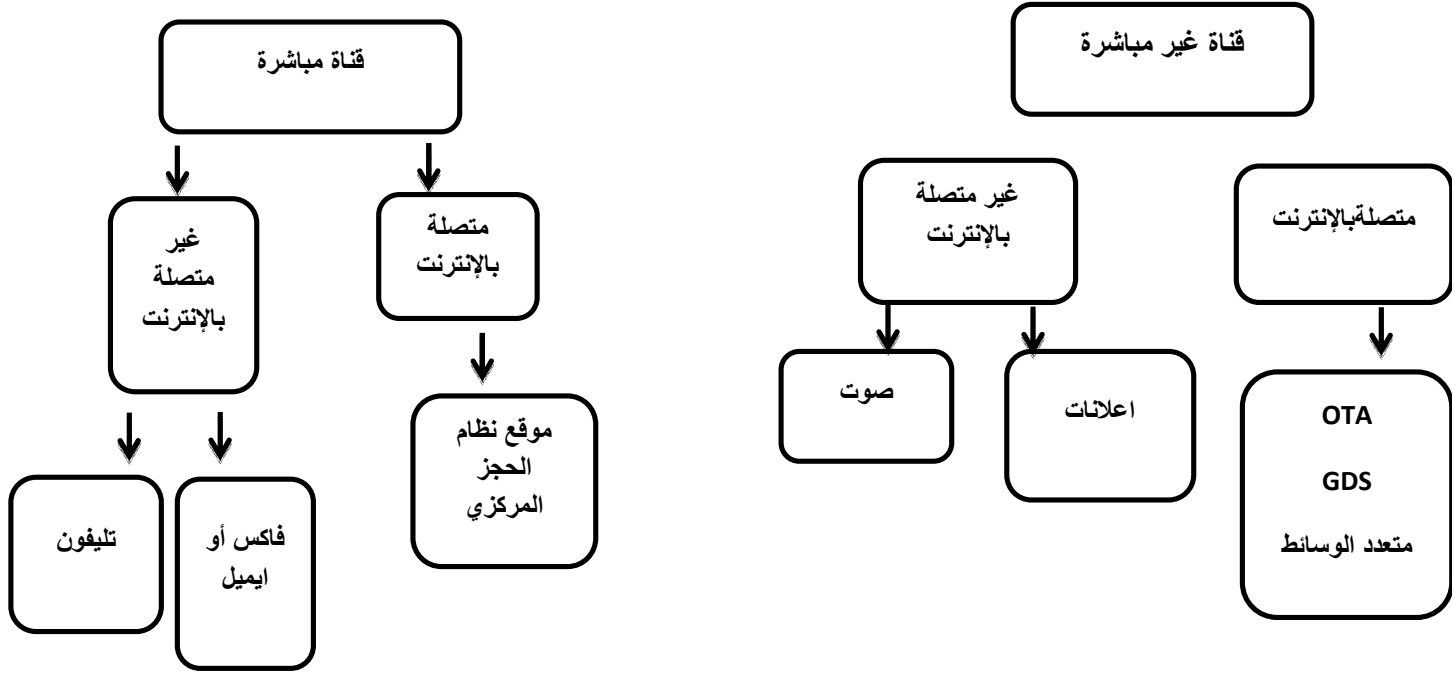 قناة غير مباشرة
متصلةبالإنترنت
OTA
GDS
متعدد الوسائط
غير متصلة
بالإنترنت
اعلانات
صوت
قناة مباشرة
متصلة
بالإنترنت
موقع نظام
الحجز
المركزي
غير
متصلة
بالإنترنت
فاكس أو
ايميل
تليفون